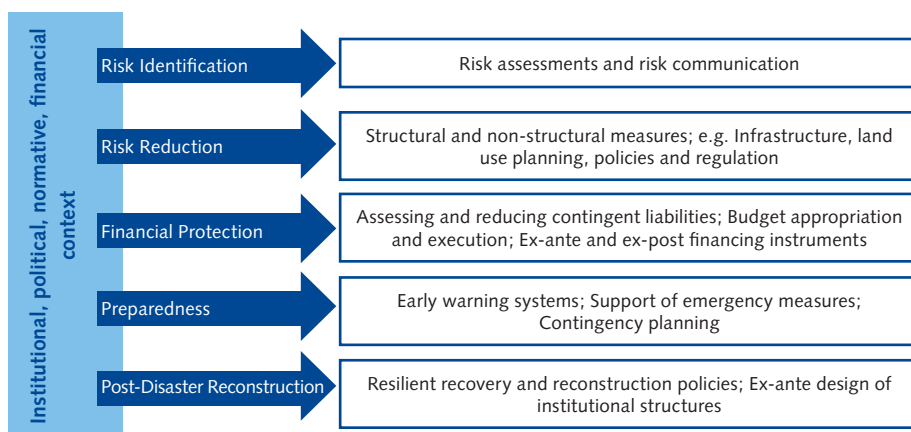 Institutional, political, normative, financial
context
Risk Identification
Risk assessments and risk communication
Risk Reduction
Structural and non-structural measures; e.g. Infrastructure, land
use planning, policies and regulation
Financial Protection
Assessing and reducing contingent liabilities; Budget appropriation
and execution; Ex-ante and ex-post financing instruments
Preparedness
Early warning systems; Support of emergency measures;
Contingency planning
Post-Disaster Reconstruction
Resilient recovery and reconstruction policies; Ex-ante design of
institutional structures